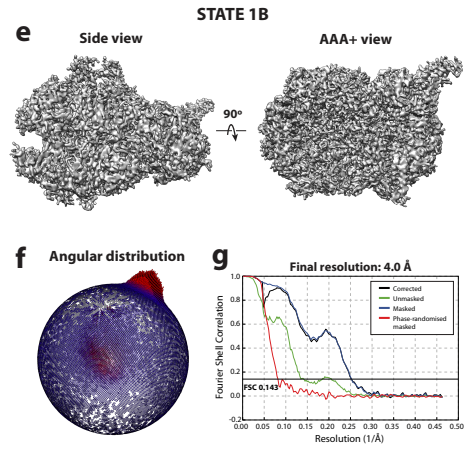 STATE 1B
e
Side view
AAA+ view
90º
f
Angular distribution
g
Final resolution: 4.0 Å
Fourier Shell Correlation
1.0
0.8
0.6
0.4
0.2
0.0
-0.2
FSC 0.143
Corrected
Unmasked
Masked
Phase-randomised
masked
0.00 0.05 0.10 0.15 0.20 0.25 0.30 0.35 0.40 0.45 0.50
Resolution (1/Å)